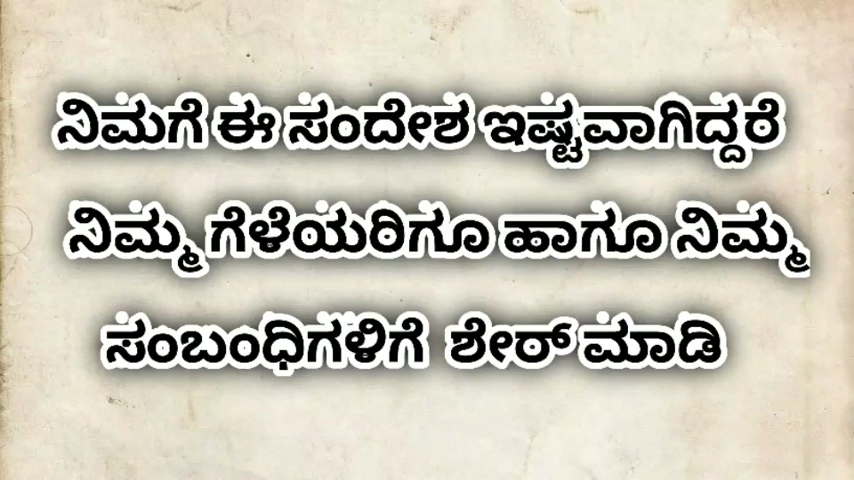 ನಿಮಗೆ ಈ ಸಂದೇಶ ಇಷ್ಟವಾಗಿದ್ದರೆ
ನಿಮ್ಮ ಗೆಳೆಯರಿಗೂ ಹಾಗೂ ನಿಮ್ಮ
ಸಂಬಂಧಿಗಳಿಗೆ ಶೇರ್ ಮಾಡಿ